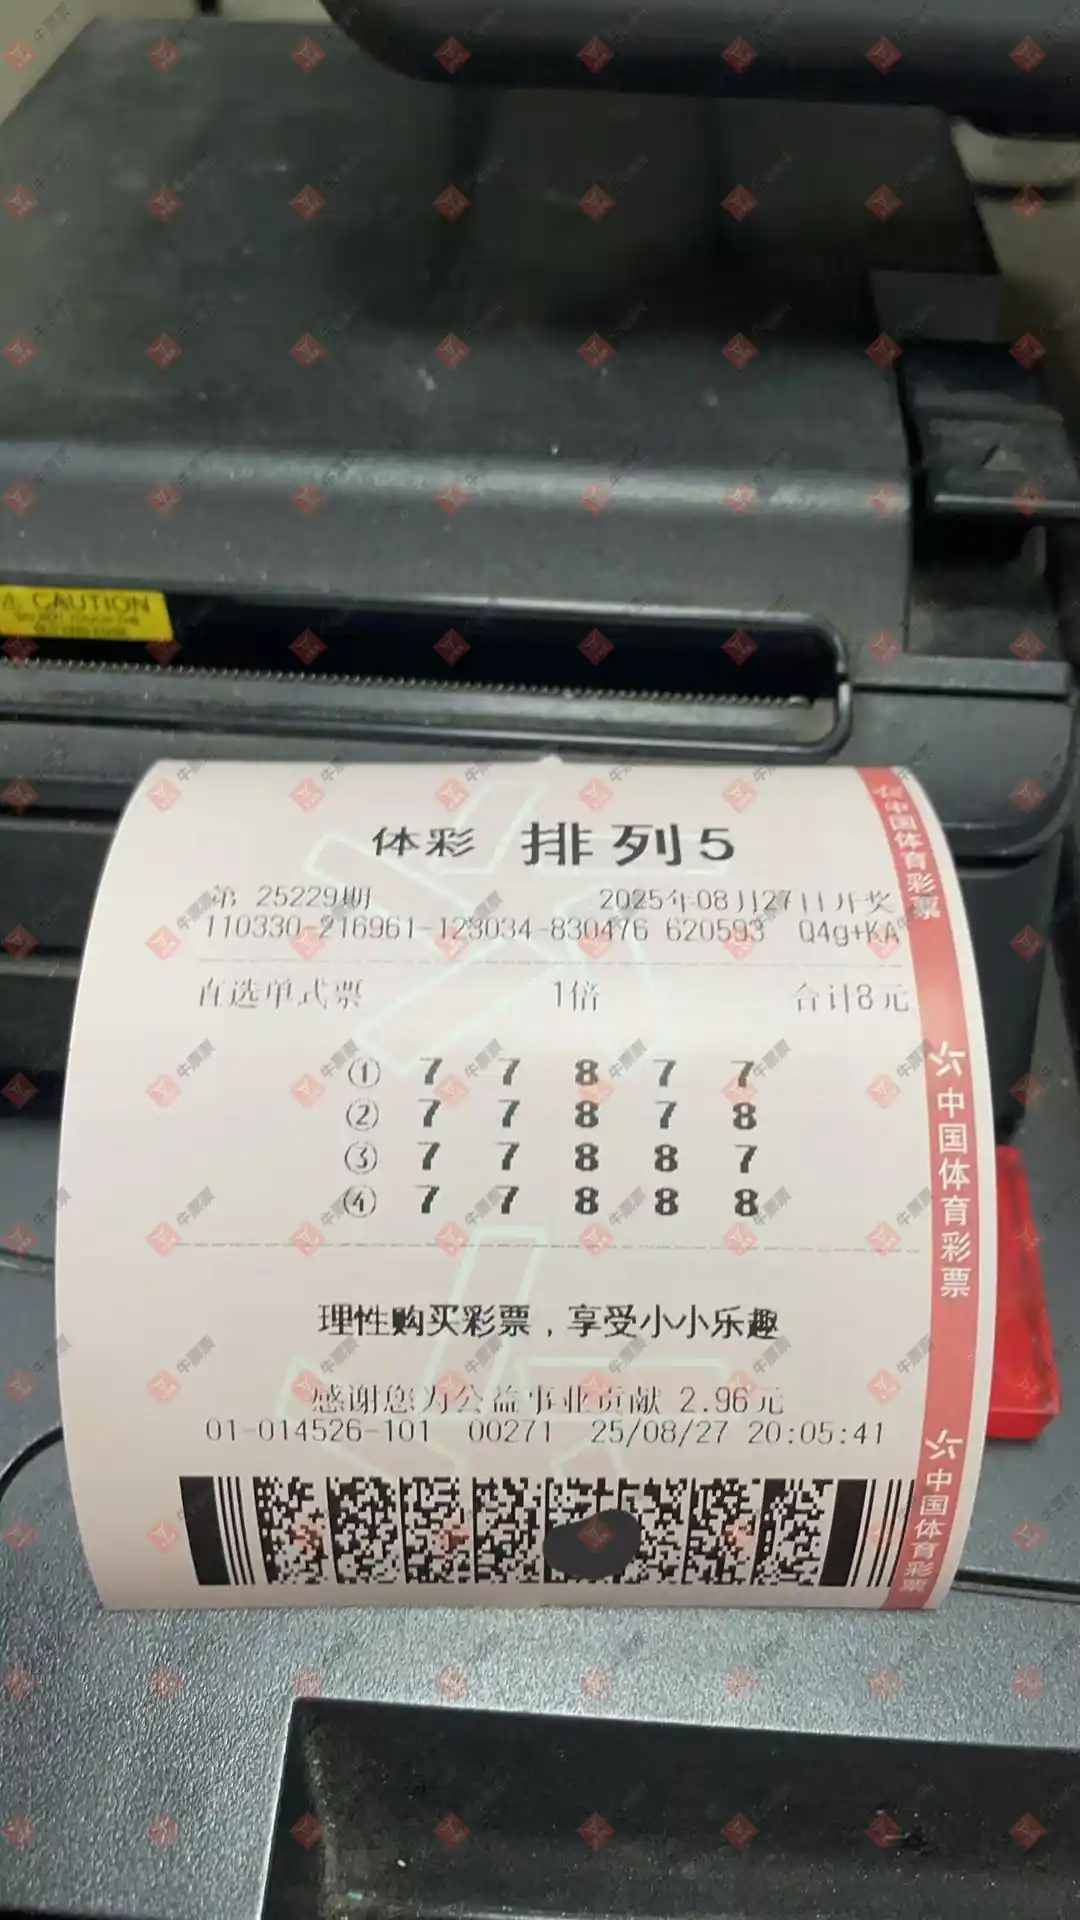 CAUTION
体彩 排列5
第 25229期 2025年08月27日开奖
110330-216961-123034-830476 620593 Q4g+KA
直选单式票 1倍 合计8元
① 7 7 8 7 7
② 7 7 8 7 8
③ 7 7 8 8 7
④ 7 7 8 8 8
理性购买彩票，享受小小乐趣
感谢您为公益事业贡献 2.96元
01-014526-101 00271 25/08/27 20:05:41
中国体育彩票
中国体育彩票
中国体育彩票
牛票票